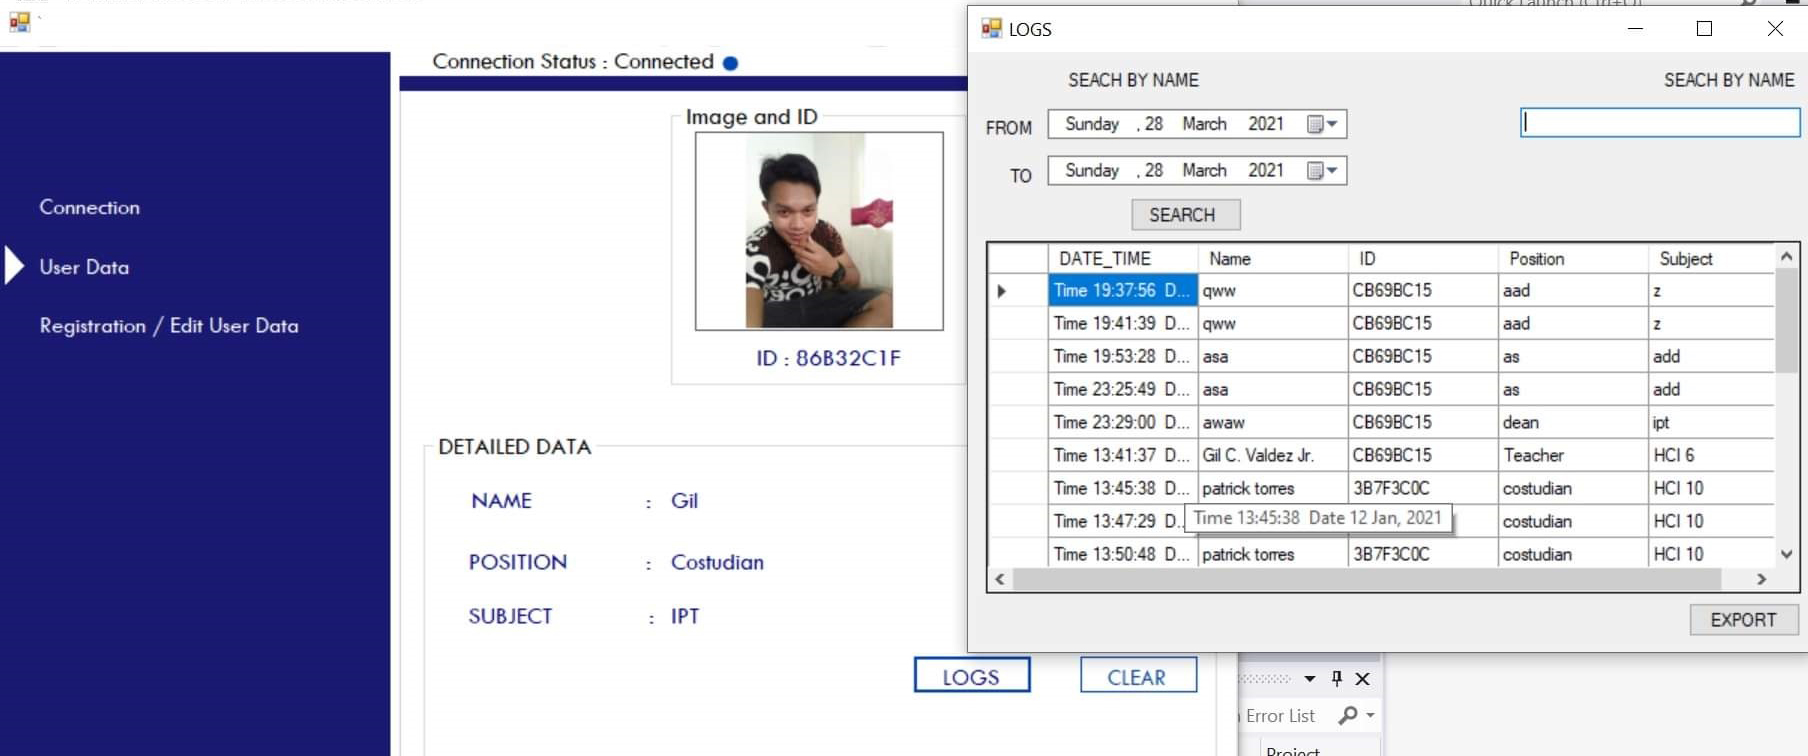 Connection Status : Connected
Connection
User Data
Registration / Edit User Data
Image and ID
ID : 86B32C1F
DETAILED DATA
NAME : Gil
POSITION : Costudian
SUBJECT : IPT
LOGS CLEAR
LOGS
SEACH BY NAME SEACH BY NAME
FROM Sunday , 28 March 2021
TO Sunday , 28 March 2021
SEARCH
DATE_TIME Name ID Position Subject
Time 19:37:56 D... qww CB69BC15 aad z
Time 19:41:39 D... qww CB69BC15 aad z
Time 19:53:28 D... asa CB69BC15 as add
Time 23:25:49 D... asa CB69BC15 as add
Time 23:29:00 D... awaw CB69BC15 dean ipt
Time 13:41:37 D... Gil C. Valdez Jr. CB69BC15 Teacher HCI 6
Time 13:45:38 D... patrick torres 3B7F3C0C costudian HCI 10
Time 13:47:29 D... costudian HCI 10
Time 13:45:38 Date 12 Jan, 2021
Time 13:50:48 D... patrick torres 3B7F3C0C costudian HCI 10
EXPORT
Error List
Project